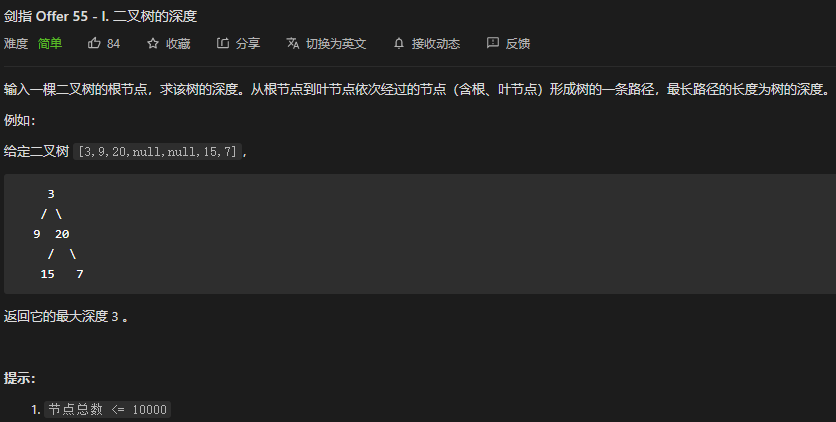 剑指 Offer 55 - I. 二叉树的深度
难度 简单 84 收藏 分享 切换为英文 接收动态 反馈
输入一棵二叉树的根节点，求该树的深度。从根节点到叶节点依次经过的节点（含根、叶节点）形成树的一条路径，最长路径的长度为树的深度。
例如：
给定二叉树 [3,9,20,null,null,15,7]，
3
/ \
9 20
/ \
15 7
返回它的最大深度 3 。
提示：
1. 节点总数 <= 10000